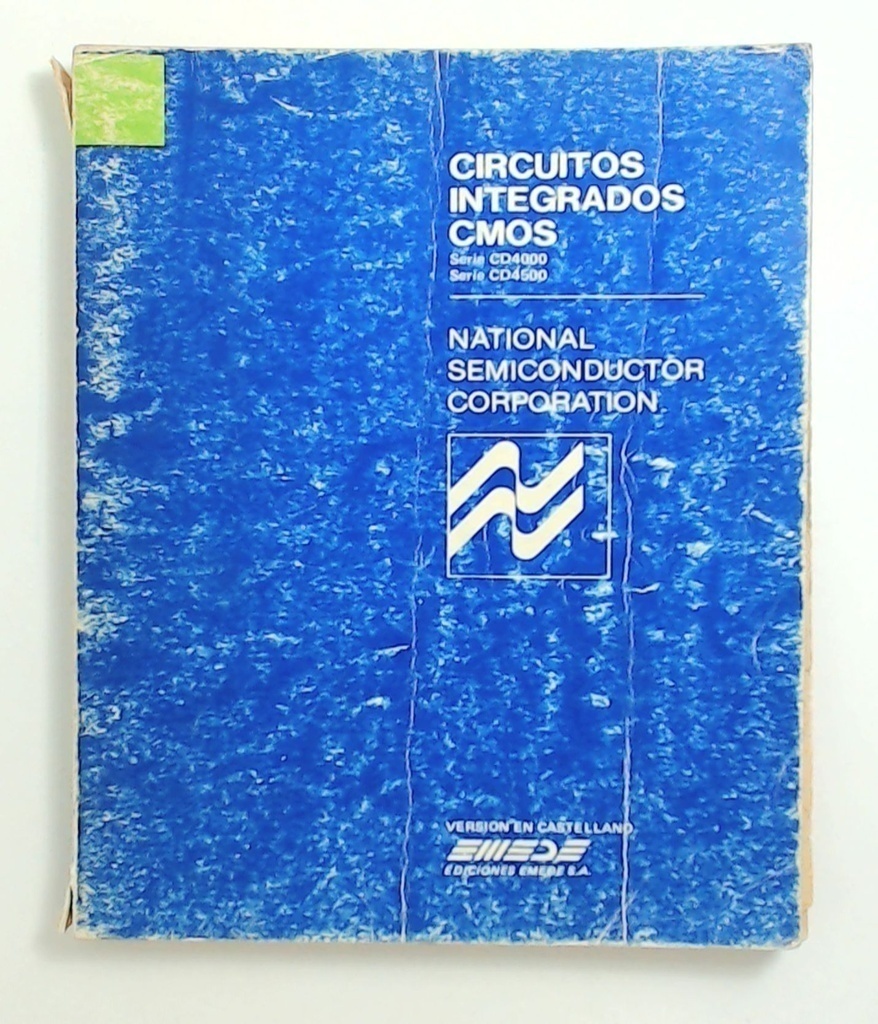 CIRCUITOS
INTEGRADOS
CMOS
Serie CD4000
Serie CD4500
NATIONAL
SEMICONDUCTOR
CORPORATION
VERSION EN CASTELLANO
EMEDE
EDICIONES EMEDE S.A.